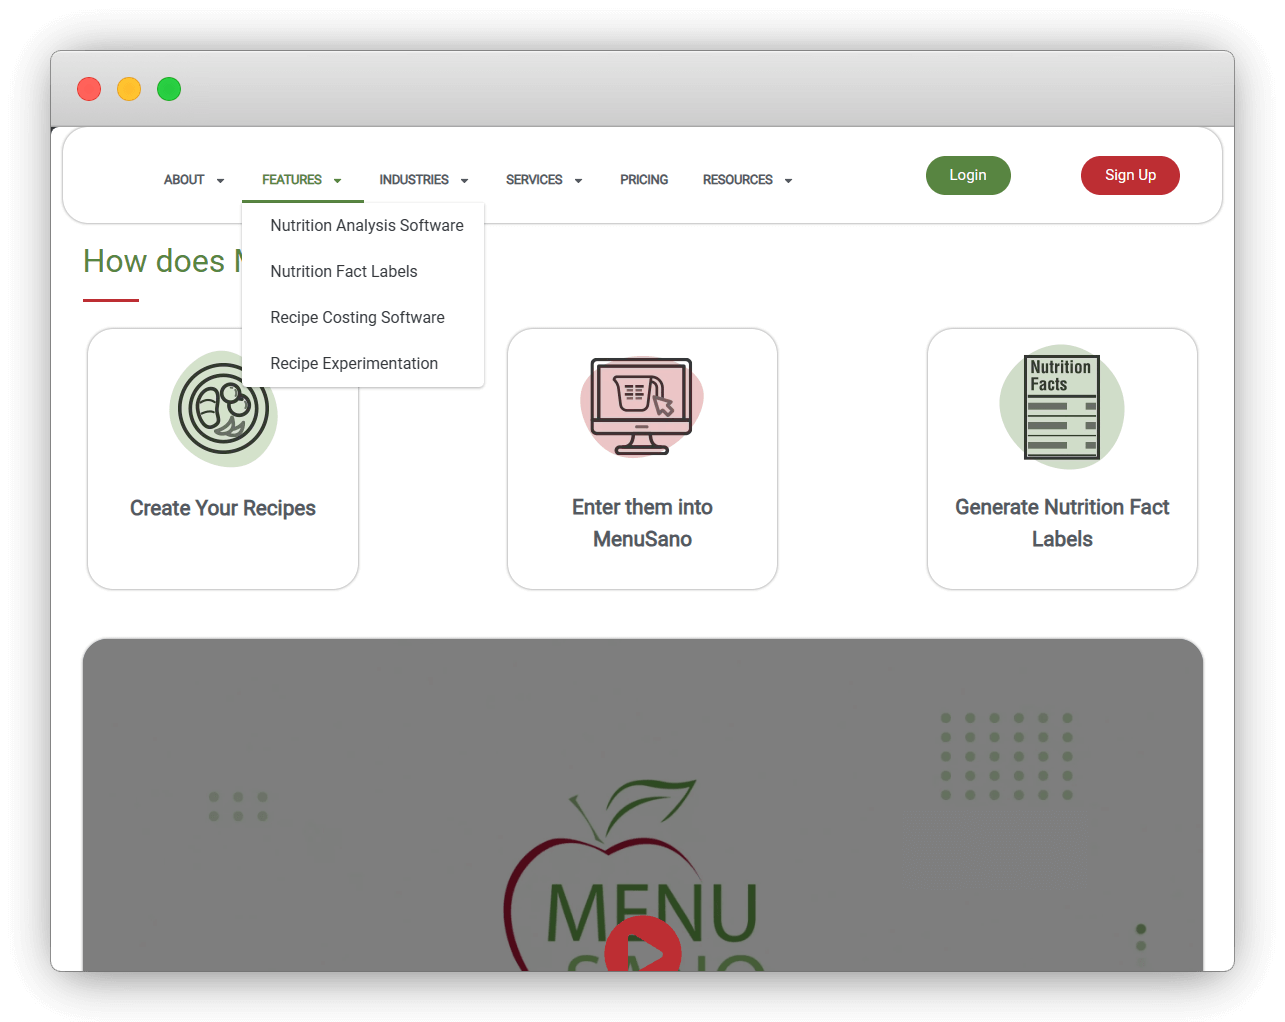 ABOUT FEATURES INDUSTRIES SERVICES PRICING RESOURCES Login Sign Up
Nutrition Analysis Software
Nutrition Fact Labels
Recipe Costing Software
Recipe Experimentation
How does
Nutrition
Facts
Create Your Recipes
Enter them into
MenuSano
Generate Nutrition Fact
Labels
MENU